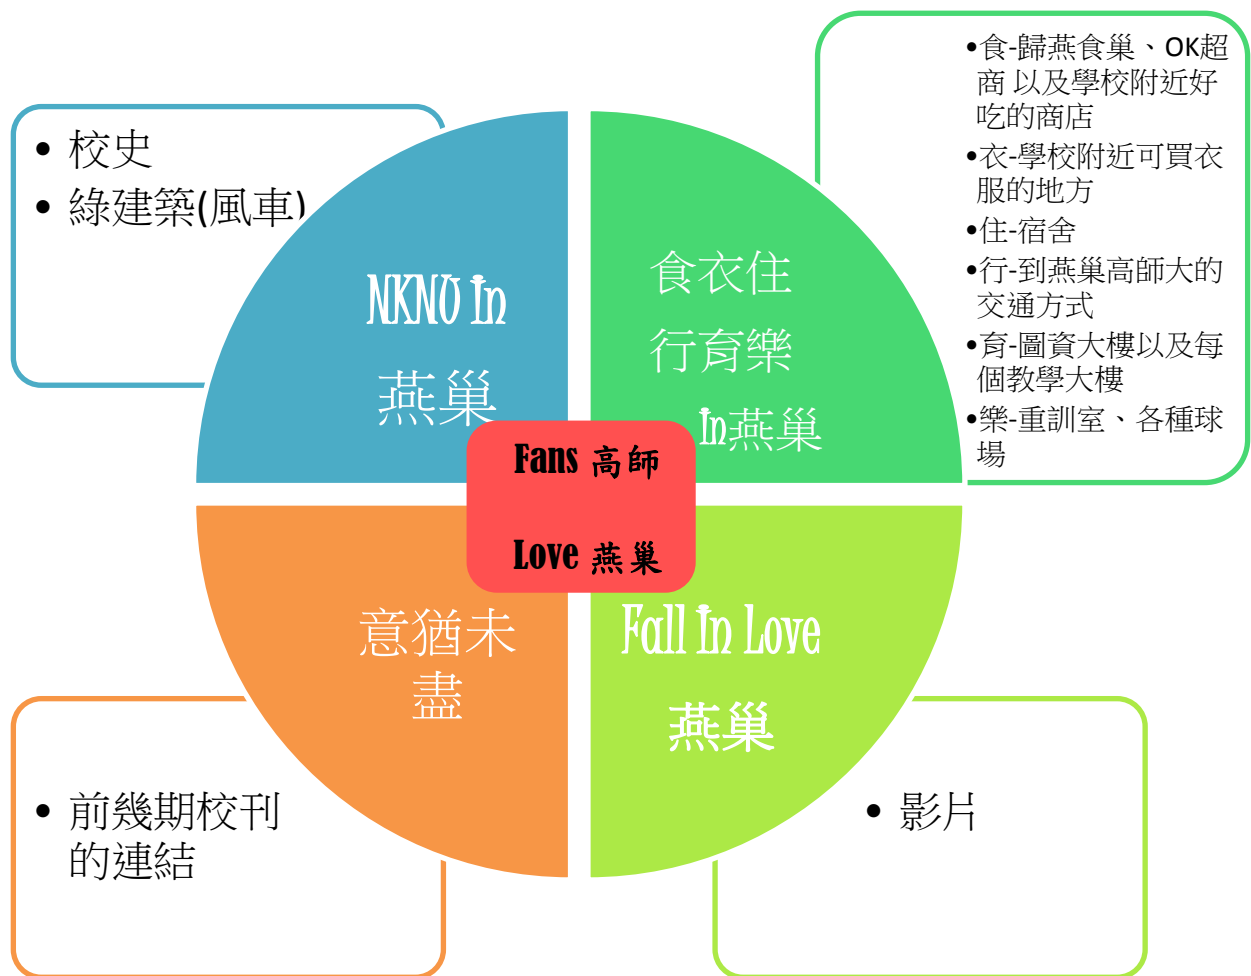 • 校史
• 綠建築(風車)
NKNU In
燕巢
食衣住
行育樂
In燕巢
•食-歸燕食巢、OK超
商 以及學校附近好
吃的商店
•衣-學校附近可買衣
服的地方
•住-宿舍
•行-到燕巢高師大的
交通方式
•育-圖資大樓以及每
個教學大樓
•樂-重訓室、各種球
場
Fans 高師
Love 燕巢
意猶未
盡
• 前幾期校刊
的連結
Fall In Love
燕巢
• 影片